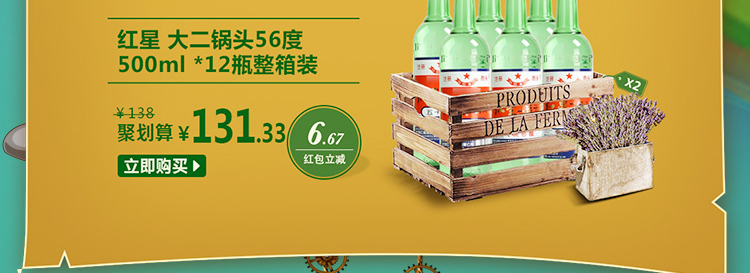 红星 大二锅头56度
500ml *12瓶整箱装
¥138
聚划算 ¥131.33
6.67
红包立减
立即购买
X2
PRODUITS
DE LA FERM